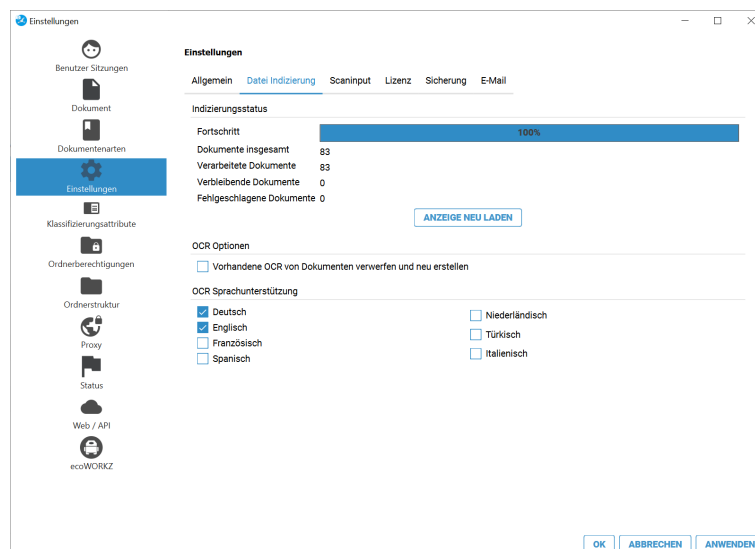 Einstellungen
Benutzer Sitzungen
Dokument
Dokumentenarten
Einstellungen
Klassifizierungsattribute
Ordnerberechtigungen
Ordnerstruktur
Proxy
Status
Web / API
ecoWORKZ
Einstellungen
Allgemein Datei Indizierung Scaninput Lizenz Sicherung E-Mail
Indizierungsstatus
Fortschritt 100%
Dokumente insgesamt 83
Verarbeitete Dokumente 83
Verbleibende Dokumente 0
Fehlgeschlagene Dokumente 0
ANZEIGE NEU LADEN
OCR Optionen
Vorhandene OCR von Dokumenten verwerfen und neu erstellen
OCR Sprachunterstützung
Deutsch
Englisch
Französisch
Spanisch
Niederländisch
Türkisch
Italienisch
OK ABBRECHEN ANWENDEN